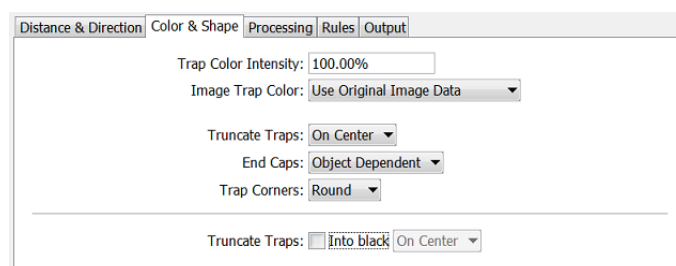 Distance & Direction Color & Shape Processing Rules Output
Trap Color Intensity: 100.00%
Image Trap Color: Use Original Image Data
Truncate Traps: On Center
End Caps: Object Dependent
Trap Corners: Round
Truncate Traps: Into black On Center